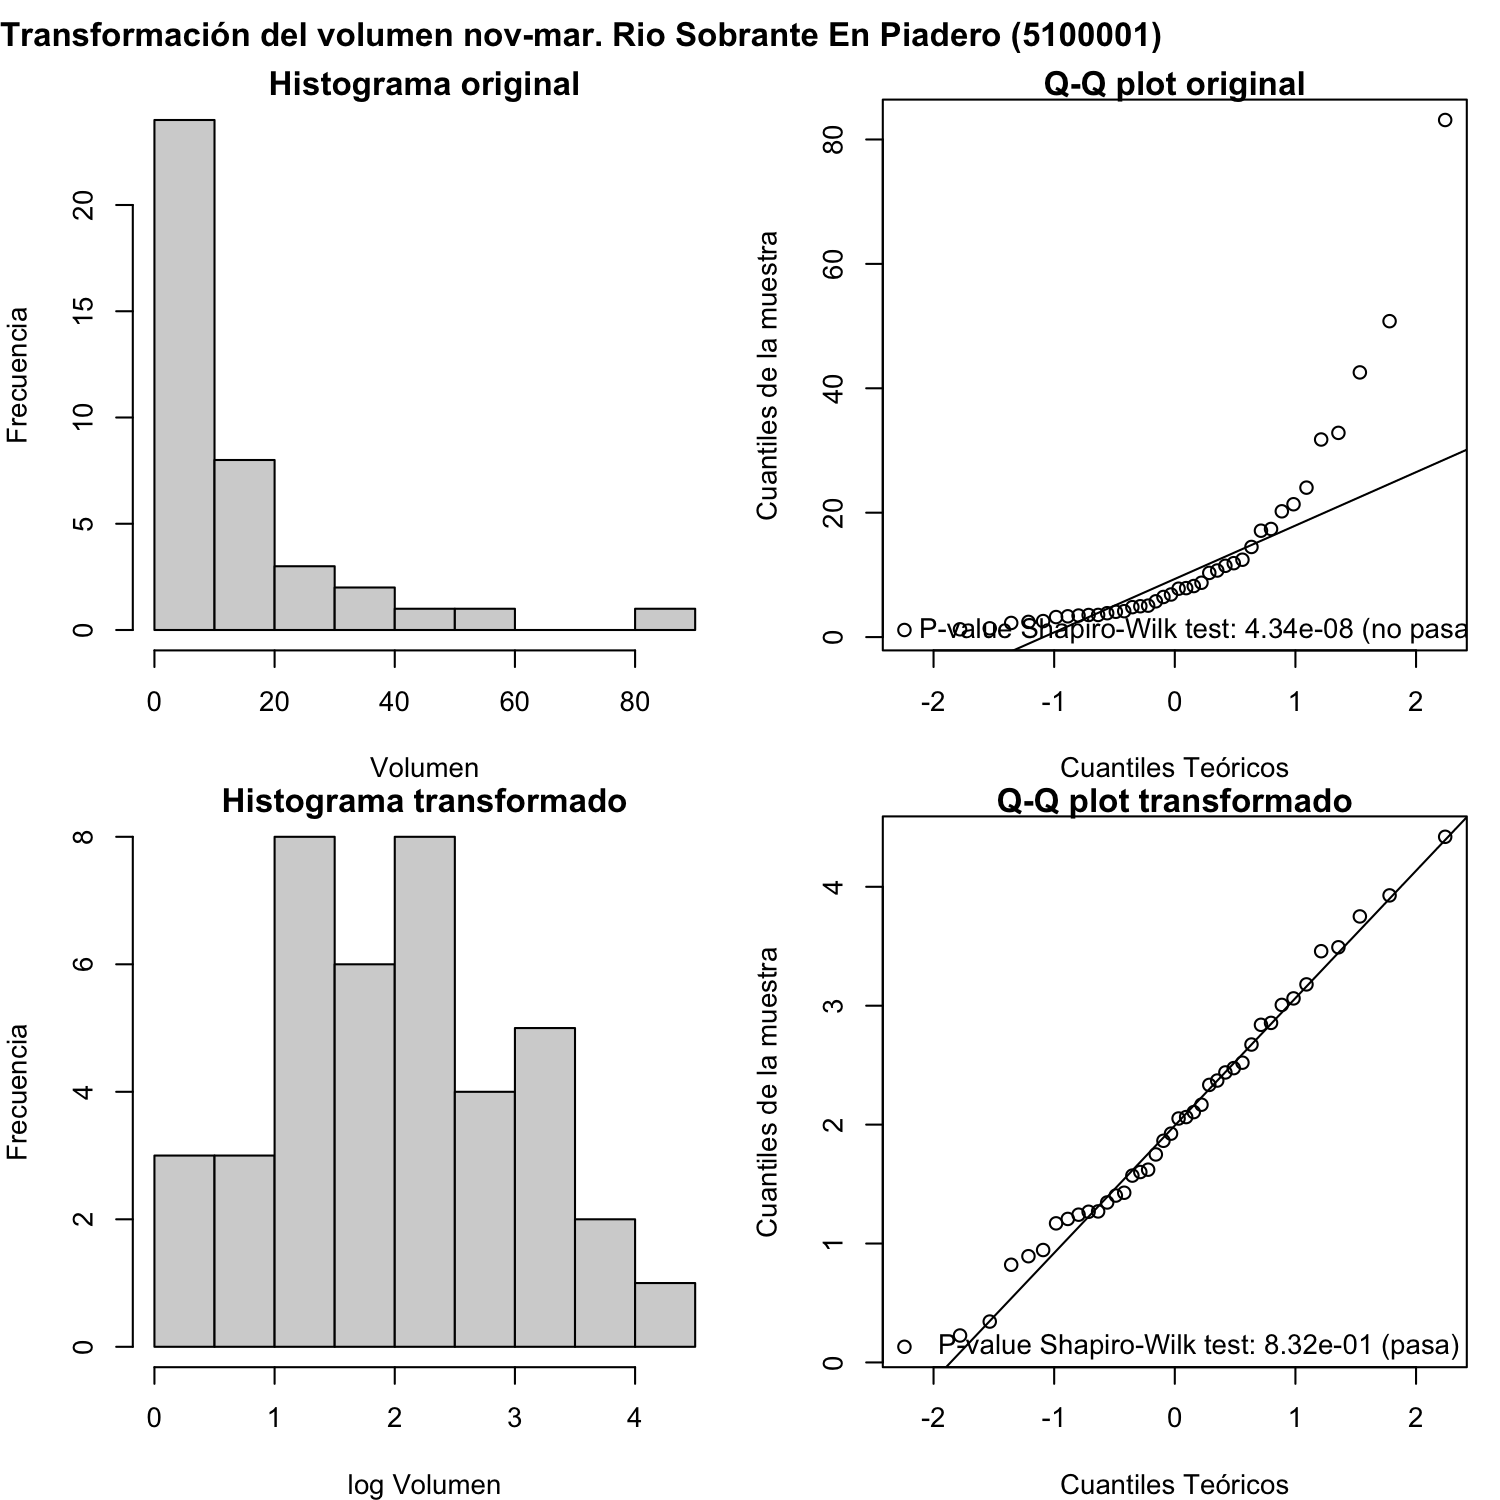 Transformación del volumen nov-mar. Rio Sobrante En Piadero (5100001)
Histograma original
Frecuencia
0 5 10 15 20
0 20 40 60 80
Volumen
Q-Q plot original
Cuantiles de la muestra
0 20 40 60 80
P-value Shapiro-Wilk test: 4.34e-08 (no pasa
-2 -1 0 1 2
Cuantiles Teóricos
Histograma transformado
Frecuencia
0 2 4 6 8
0 1 2 3 4
log Volumen
Q-Q plot transformado
Cuantiles de la muestra
0 1 2 3 4
P-value Shapiro-Wilk test: 8.32e-01 (pasa)
-2 -1 0 1 2
Cuantiles Teóricos